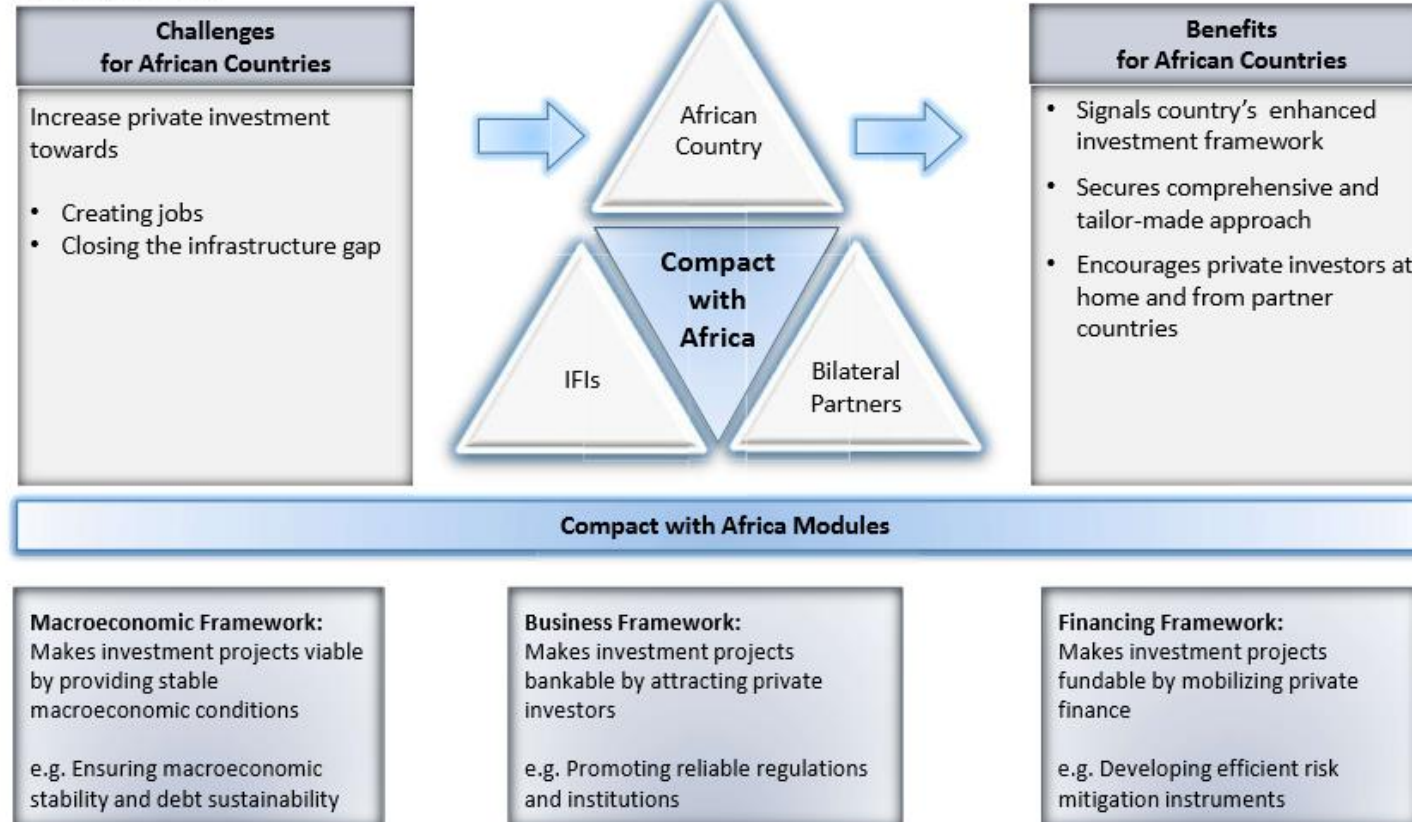 Challenges
for African Countries
Increase private investment
towards
• Creating jobs
• Closing the infrastructure gap
African
Country
Compact
with
Africa
IFIs
Bilateral
Partners
Benefits
for African Countries
• Signals country's enhanced
investment framework
• Secures comprehensive and
tailor-made approach
• Encourages private investors at
home and from partner
countries
Compact with Africa Modules
Macroeconomic Framework:
Makes investment projects viable
by providing stable
macroeconomic conditions
e.g. Ensuring macroeconomic
stability and debt sustainability
Business Framework:
Makes investment projects
bankable by attracting private
investors
e.g. Promoting reliable regulations
and institutions
Financing Framework:
Makes investment projects
fundable by mobilizing private
finance
e.g. Developing efficient risk
mitigation instruments